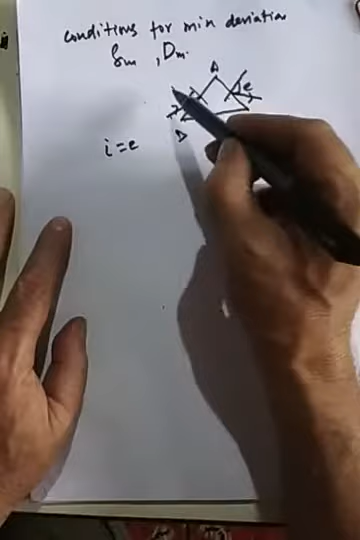 conditions for min deviation
δm , Dm.
A
e
i = e
D